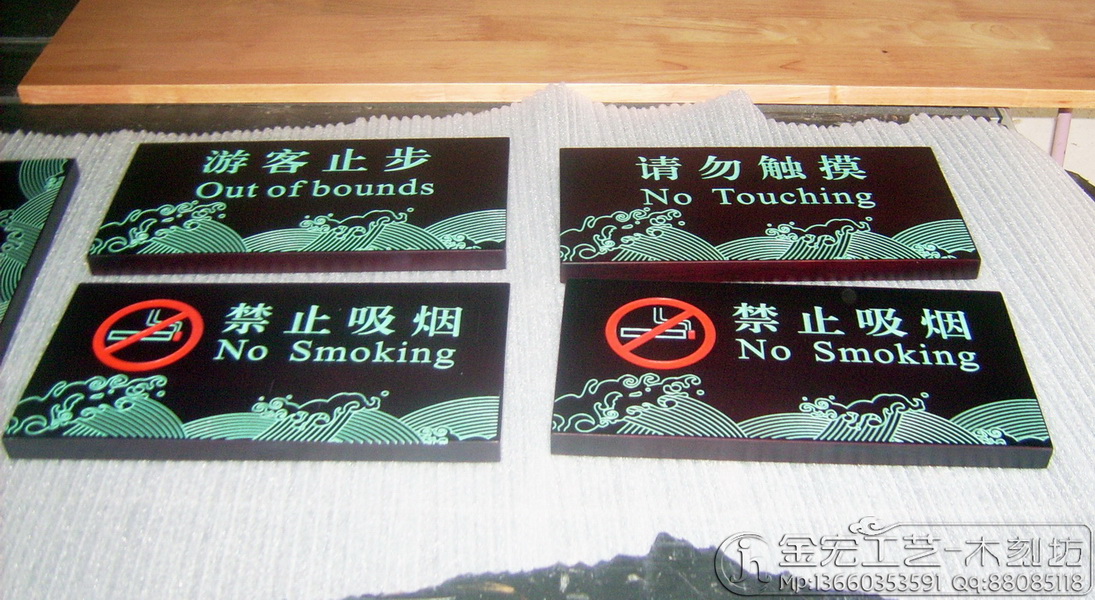 游客止步
Out of bounds
请勿触摸
No Touching
禁止吸烟
No Smoking
禁止吸烟
No Smoking
金宏工艺-木刻坊
Mp:13660353591 QQ:88085118